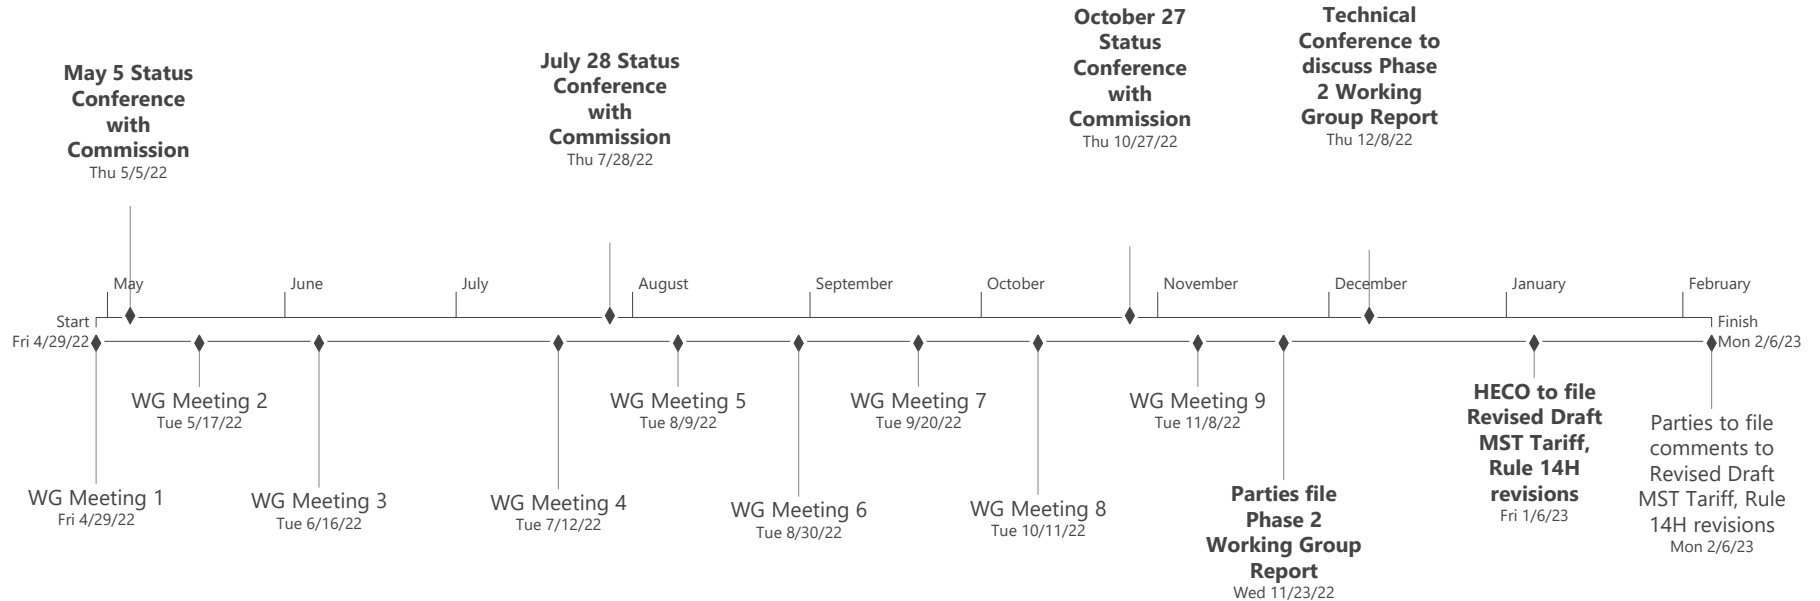 May 5 Status
Conference
with
Commission
Thu 5/5/22
July 28 Status
Conference
with
Commission
Thu 7/28/22
October 27
Status
Conference
with
Commission
Thu 10/27/22
Technical
Conference to
discuss Phase
2 Working
Group Report
Thu 12/8/22
May
June
July
August
September
October
November
December
January
February
Start
Fri 4/29/22
Finish
Mon 2/6/23
WG Meeting 1
Fri 4/29/22
WG Meeting 2
Tue 5/17/22
WG Meeting 3
Tue 6/16/22
WG Meeting 4
Tue 7/12/22
WG Meeting 5
Tue 8/9/22
WG Meeting 6
Tue 8/30/22
WG Meeting 7
Tue 9/20/22
WG Meeting 8
Tue 10/11/22
WG Meeting 9
Tue 11/8/22
Parties file
Phase 2
Working Group
Report
Wed 11/23/22
HECO to file
Revised Draft
MST Tariff,
Rule 14H
revisions
Fri 1/6/23
Parties to file
comments to
Revised Draft
MST Tariff, Rule
14H revisions
Mon 2/6/23